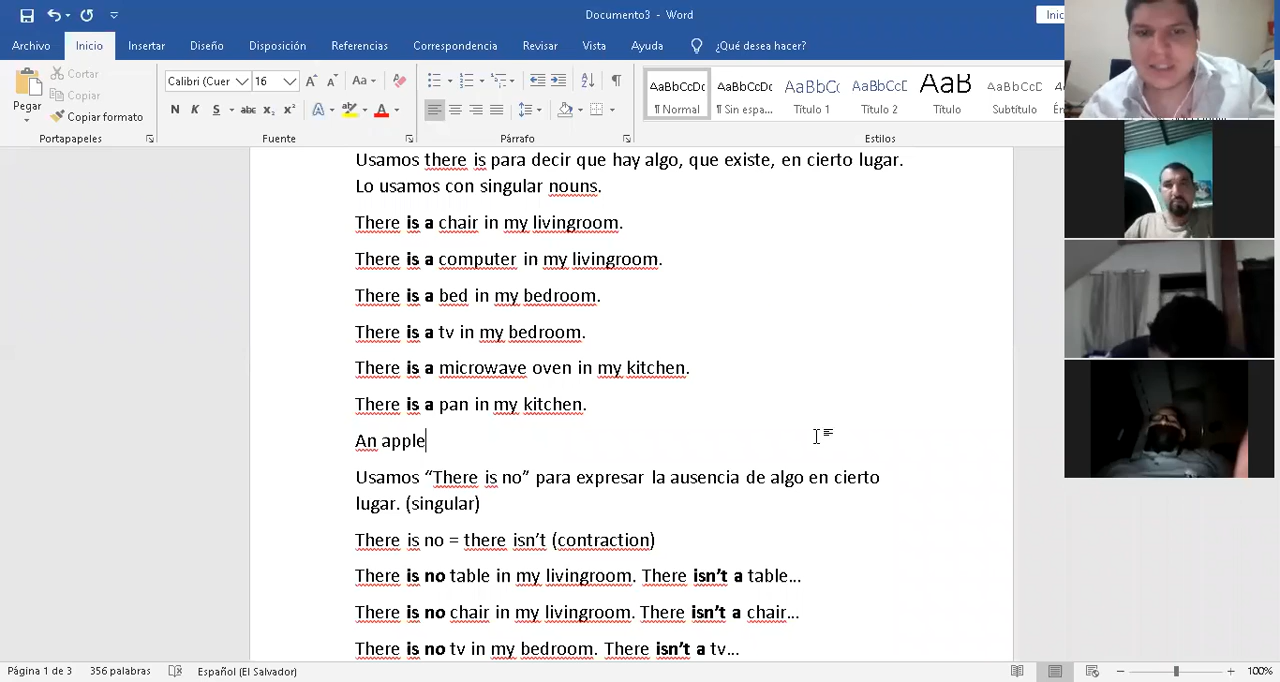 Documento3 - Word
Inic
Archivo Inicio Insertar Diseño Disposición Referencias Correspondencia Revisar Vista Ayuda ¿Qué desea hacer?
Pegar
Cortar
Copiar
Copiar formato
Portapapeles
Calibri (Cuer 16
N K S abc x₂ x²
Fuente
Párrafo
AaBbCcDc AaBbCcDc AaBbCc AaBbCcD AaB AaBbCcD
¶ Normal ¶ Sin espa... Título 1 Título 2 Título Subtítulo
Estilos
Usamos there is para decir que hay algo, que existe, en cierto lugar.
Lo usamos con singular nouns.
There is a chair in my livingroom.
There is a computer in my livingroom.
There is a bed in my bedroom.
There is a tv in my bedroom.
There is a microwave oven in my kitchen.
There is a pan in my kitchen.
An apple
Usamos “There is no” para expresar la ausencia de algo en cierto
lugar. (singular)
There is no = there isn’t (contraction)
There is no table in my livingroom. There isn’t a table...
There is no chair in my livingroom. There isn’t a chair...
There is no tv in my bedroom. There isn’t a tv...
Página 1 de 3 356 palabras Español (El Salvador) 100%